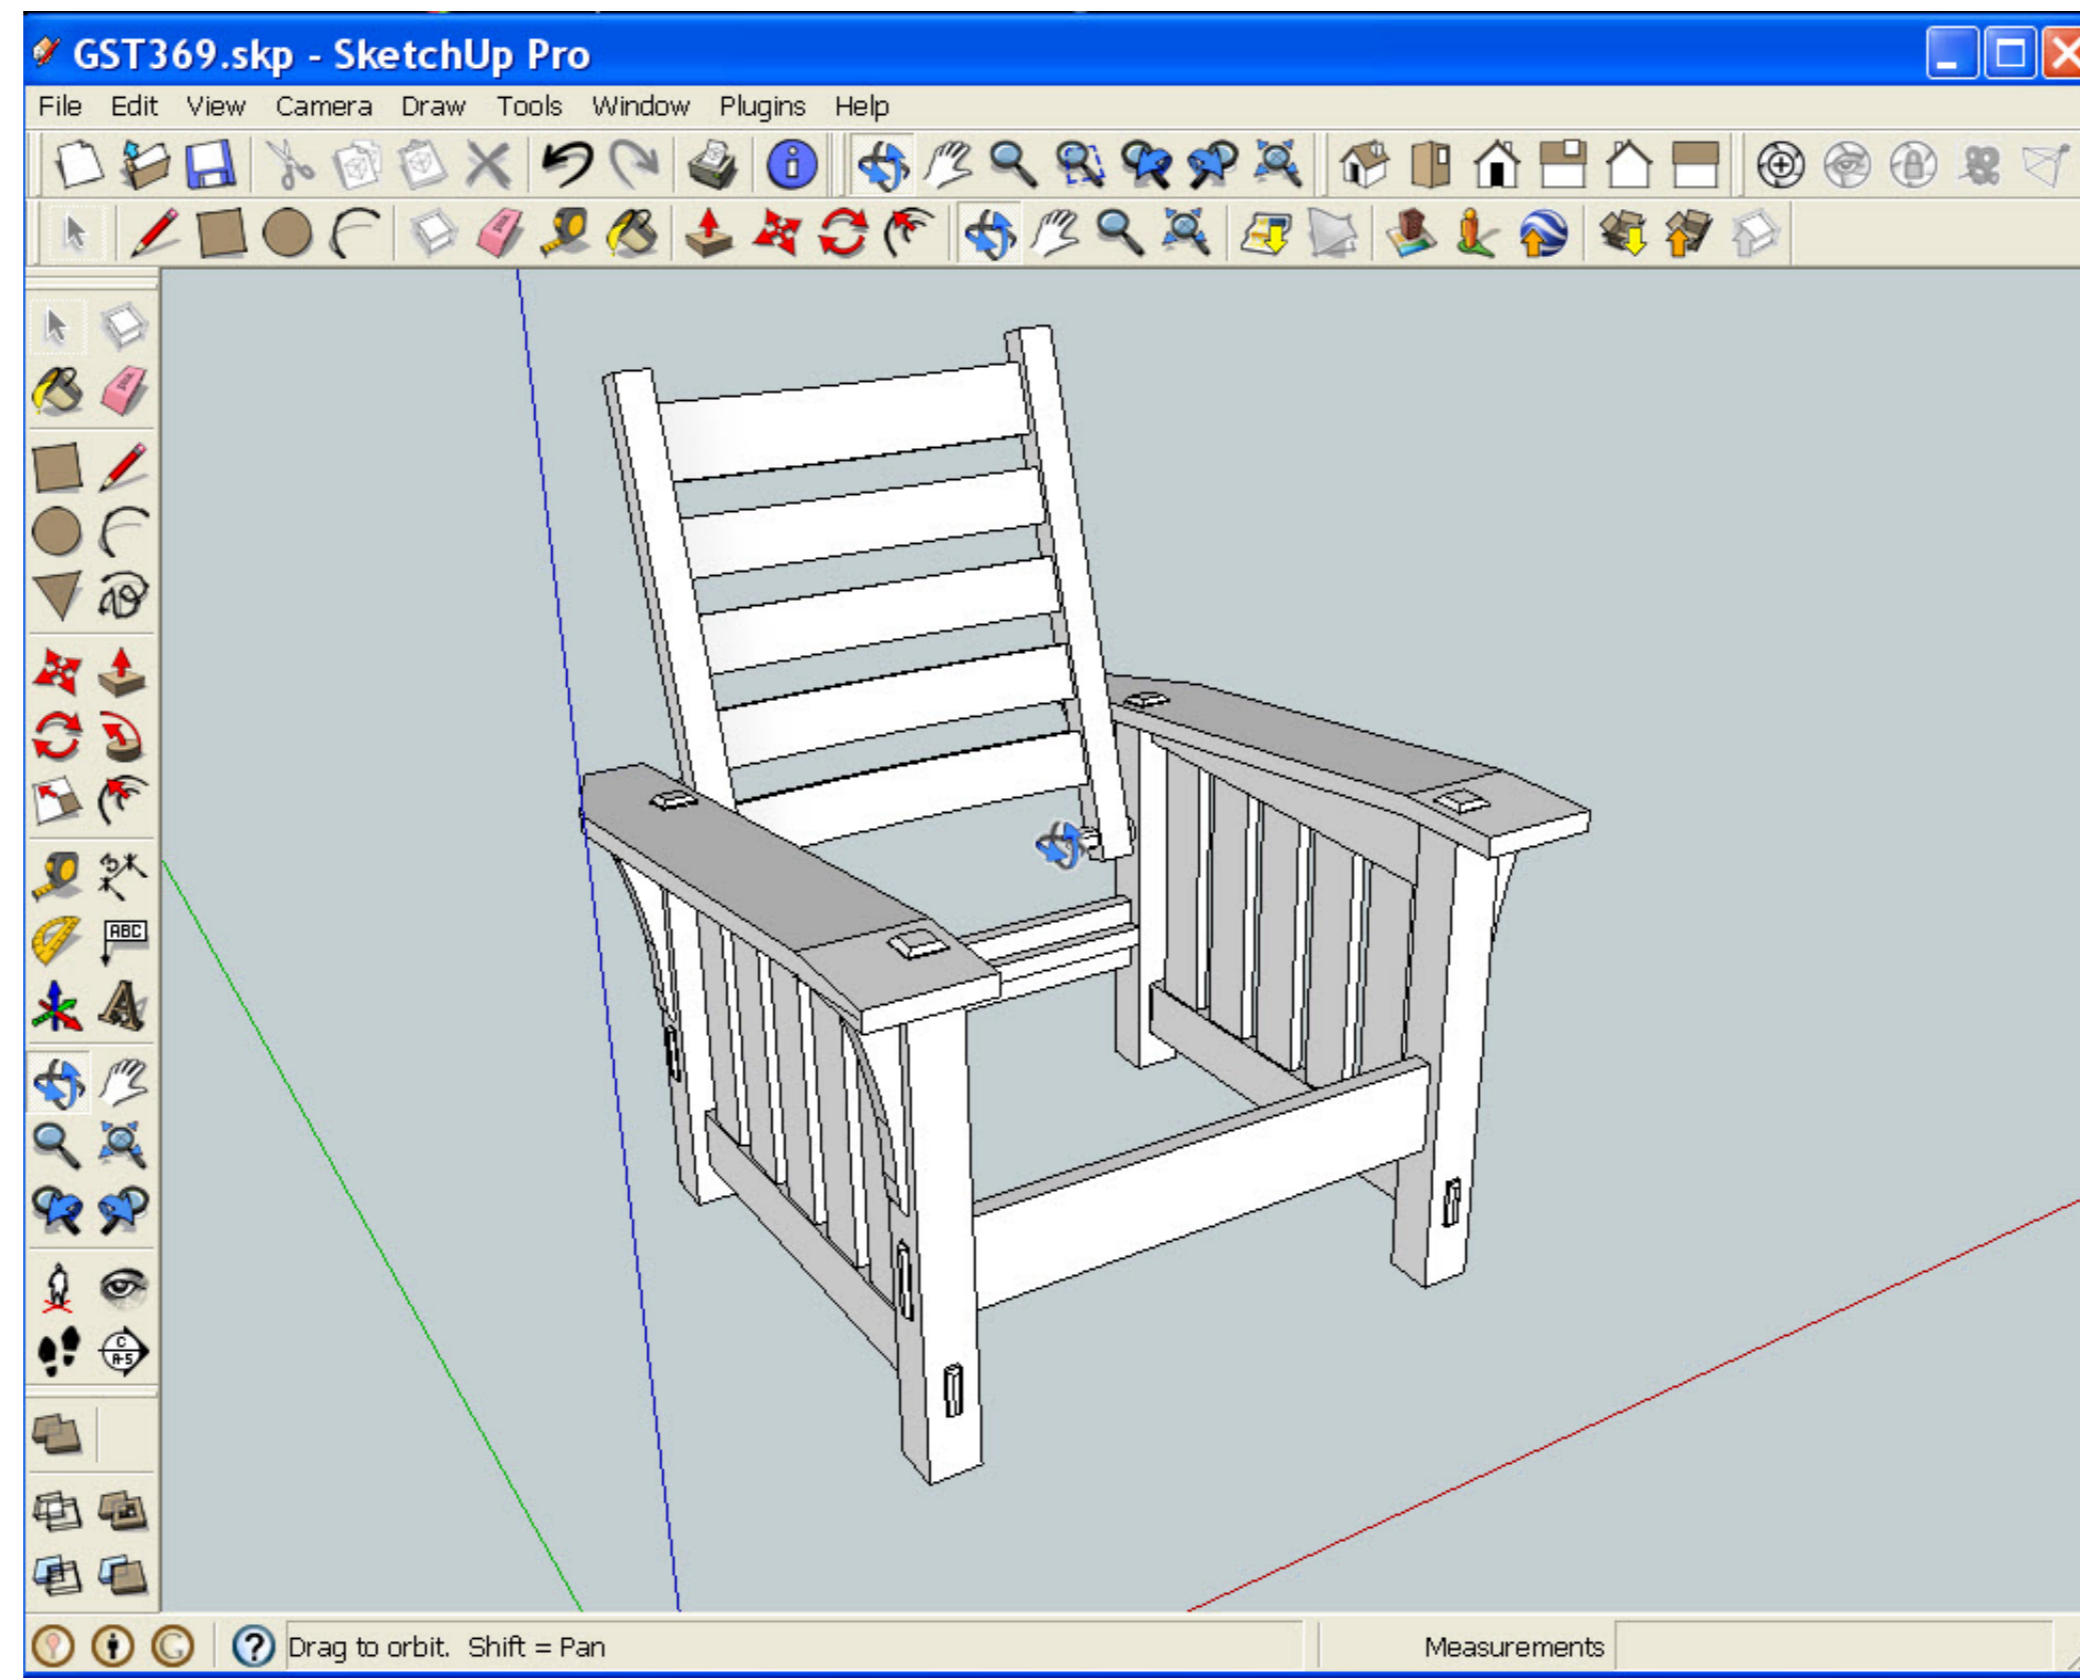 GST369.skp - SketchUp Pro
File Edit View Camera Draw Tools Window Plugins Help
ABC
C
A-5
Drag to orbit. Shift = Pan
Measurements